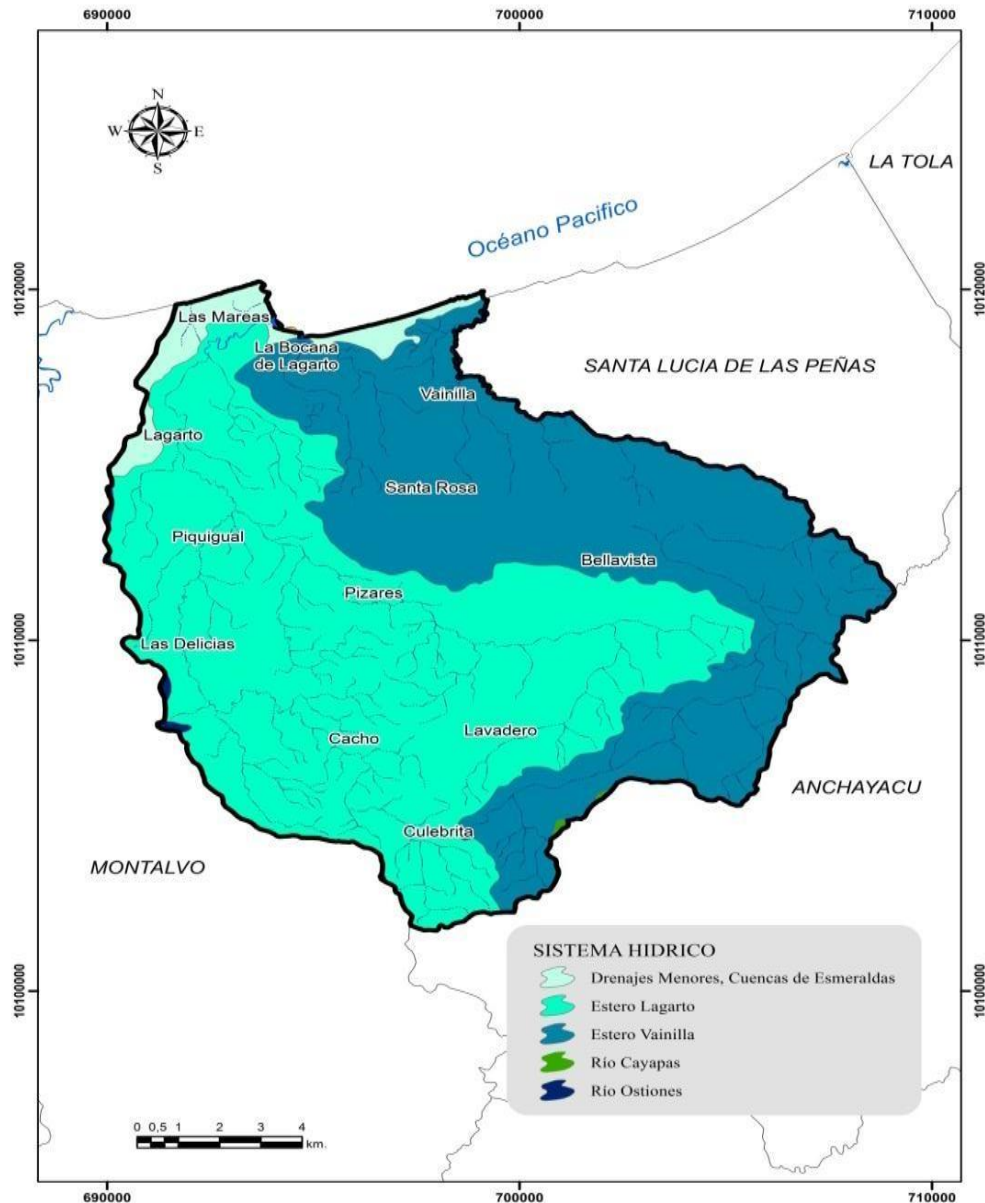 690000
700000
710000
N
W E
S
LA TOLA
Océano Pacifico
10120000
10120000
Las Mareas
La Bocana
de Lagarto
SANTA LUCIA DE LAS PEÑAS
Vainilla
Lagarto
Santa Rosa
Piquigual
Bellavista
Pizares
10110000
10110000
Las Delicias
Cacho
Lavadero
ANCHAYACU
Culebrita
MONTALVO
SISTEMA HIDRICO
Drenajes Menores, Cuencas de Esmeraldas
Estero Lagarto
Estero Vainilla
Río Cayapas
Río Ostiones
10100000
10100000
0 0,5 1 2 3 4
km.
690000
700000
710000